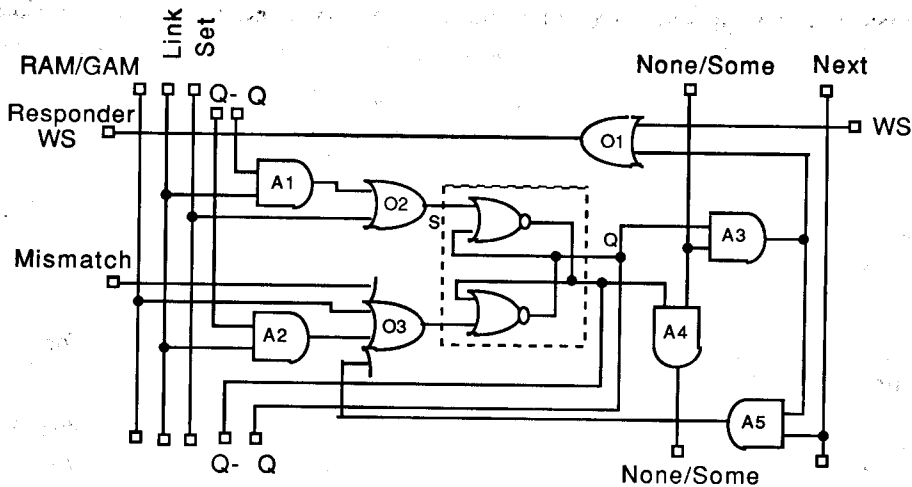 Link
Set
RAM/GAM
None/Some
Next
Q- Q
Responder
WS
WS
O1
A1
O2
S
Q
A3
Mismatch
O3
A2
A4
A5
Q- Q
None/Some